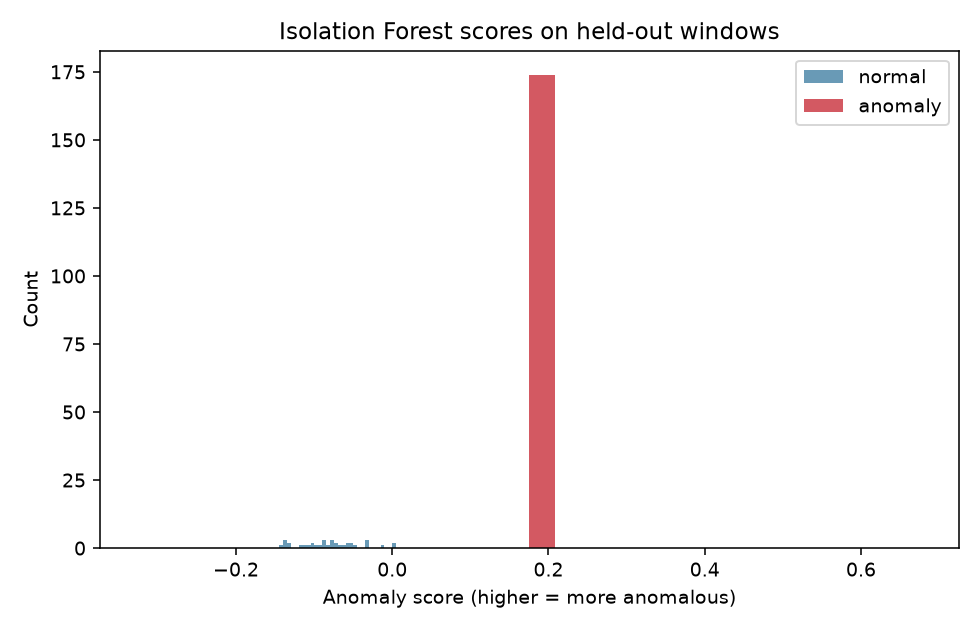 Isolation Forest scores on held-out windows
normal
anomaly
175
150
125
100
75
50
25
0
Count
−0.2
0.0
0.2
0.4
0.6
Anomaly score (higher = more anomalous)